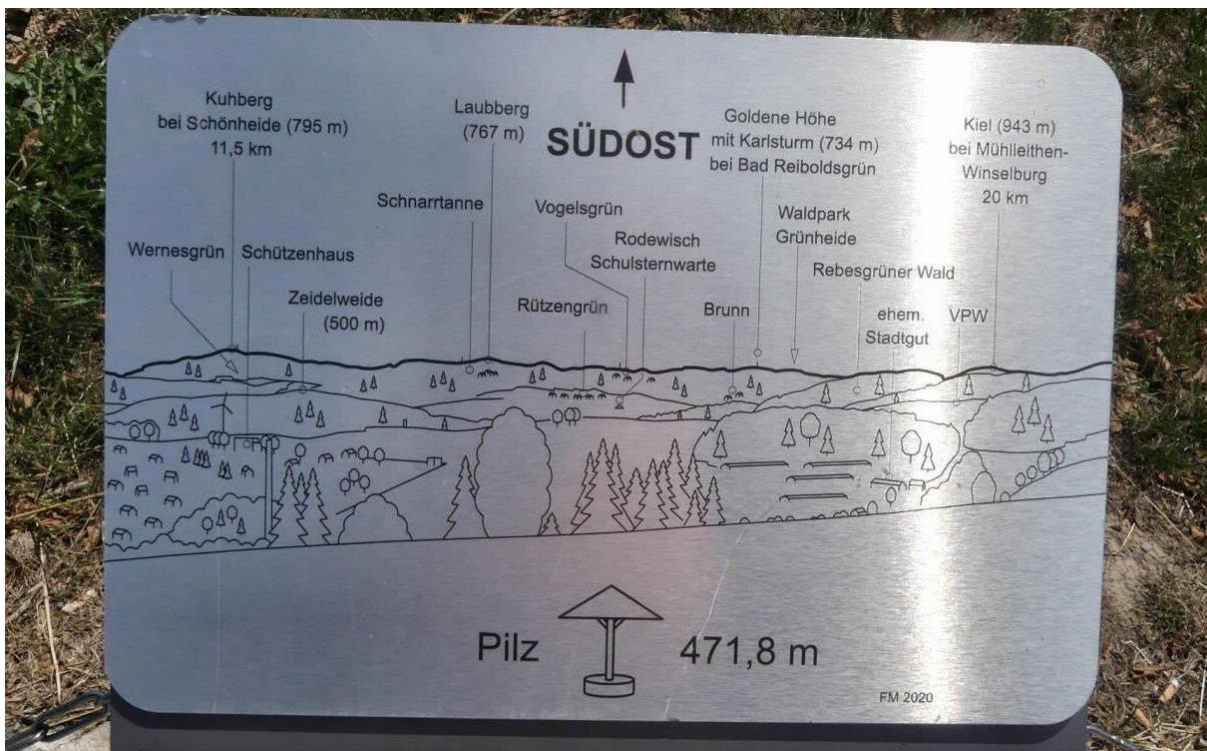 Kuhberg
bei Schönheide (795 m)
11,5 km
Laubberg
(767 m)
SÜDOST
Goldene Höhe
mit Karlsturm (734 m)
bei Bad Reiboldsgrün
Kiel (943 m)
bei Mühlleithen-
Winselburg
20 km
Schnarrtanne
Vogelsgrün
Waldpark
Grünheide
Wernesgrün
Schützenhaus
Rodewisch
Schulsternwarte
Rebesgrüner Wald
Zeidelweide
(500 m)
Rützengrün
Brunn
ehem.
Stadtgut
VPW
Pilz
471,8 m
FM 2020